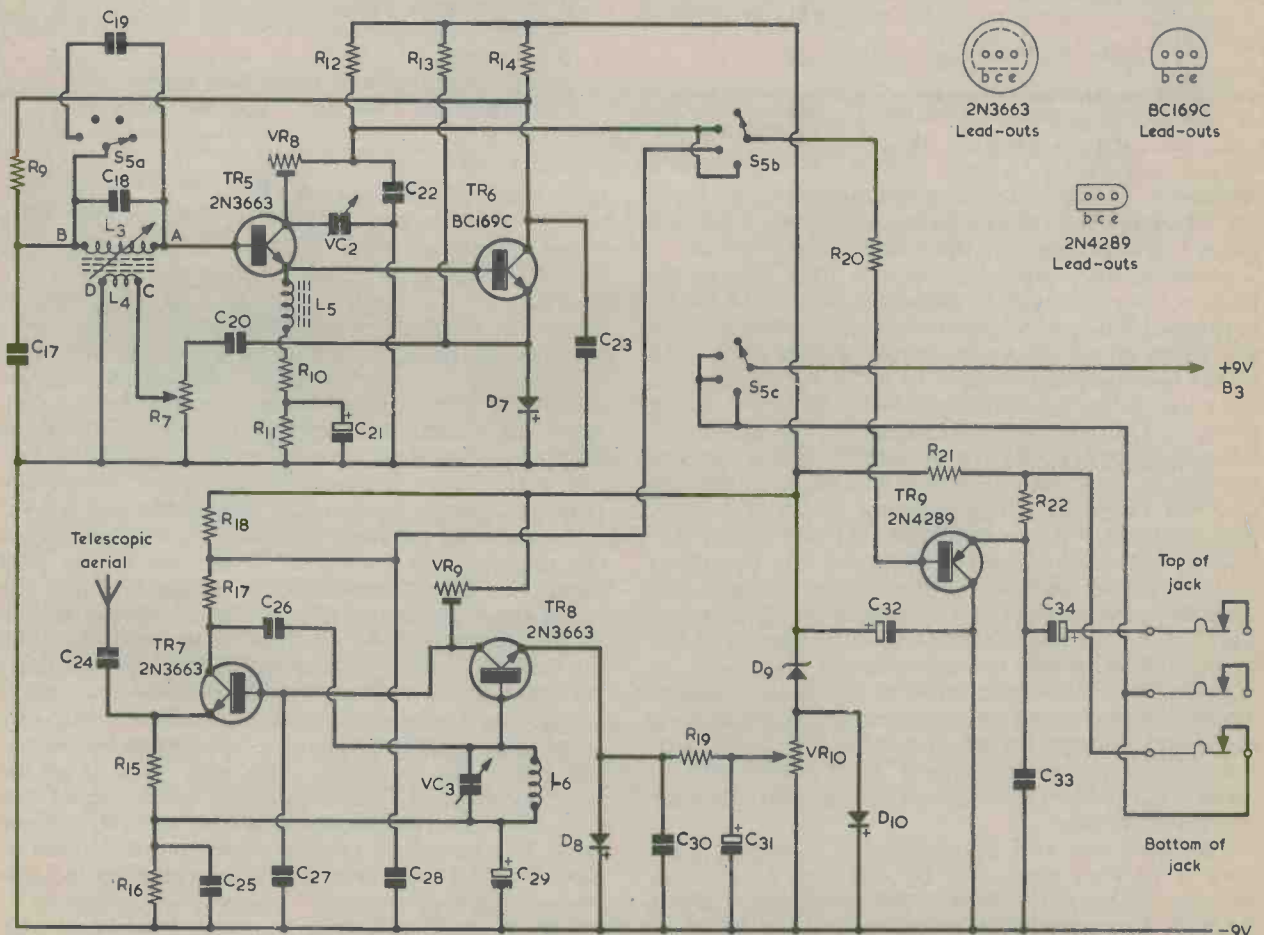 C19
R12
R13
R14
b c e
2N3663
Lead-outs
b c e
BC169C
Lead-outs
S5a
VR8
S5b
R9
C18
TR5
2N3663
C22
TR6
BC169C
b c e
2N4289
Lead-outs
B
L3
A
VC2
R20
D
L4
C
L5
C17
C20
C23
S5c
+9V
B3
R10
R7
D7
R11
+
C21
+
R21
TR9
2N4289
R22
R18
Telescopic
aerial
VR9
Top of
jack
R17
C26
TR8
2N3663
C32
+
C34
+
C24
TR7
2N3663
D9
R19
VR10
R15
VC3
L6
C33
D10
+
D8
+
C30
+
C31
Bottom of
jack
R16
C25
C27
C28
+
C29
-9V